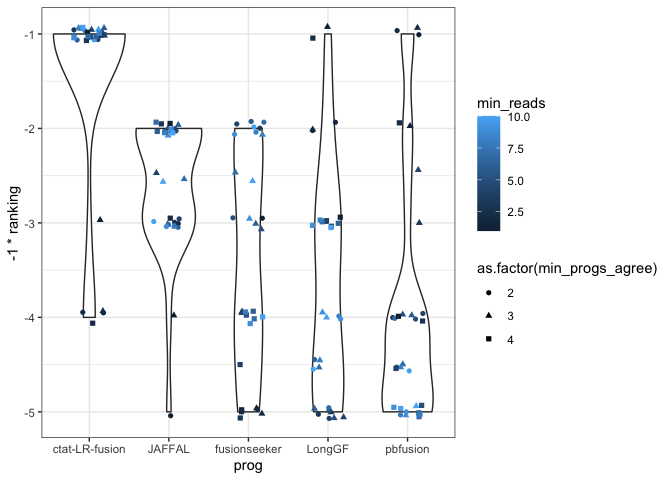 -1
-2
-3
-4
-5
-1 * ranking
ctat-LR-fusion
JAFFAL
fusionseeker
LongGF
pbfusion
prog
min_reads
10.0
7.5
5.0
2.5
as.factor(min_progs_agree)
2
3
4